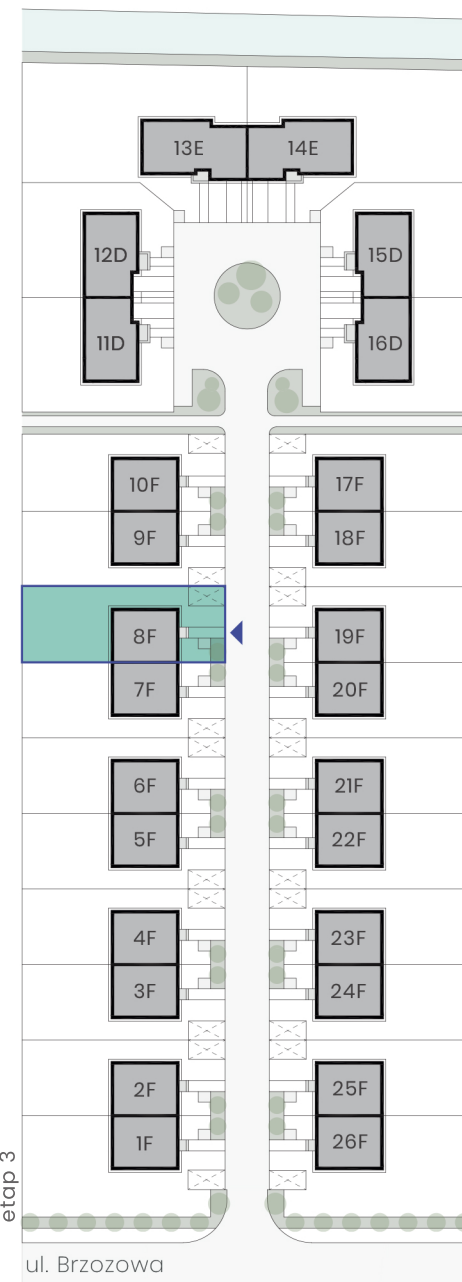 13E 14E
12D 15D
11D 16D
10F 17F
9F 18F
8F 19F
7F 20F
6F 21F
5F 22F
4F 23F
3F 24F
2F 25F
1F 26F
etap 3
ul. Brzozowa